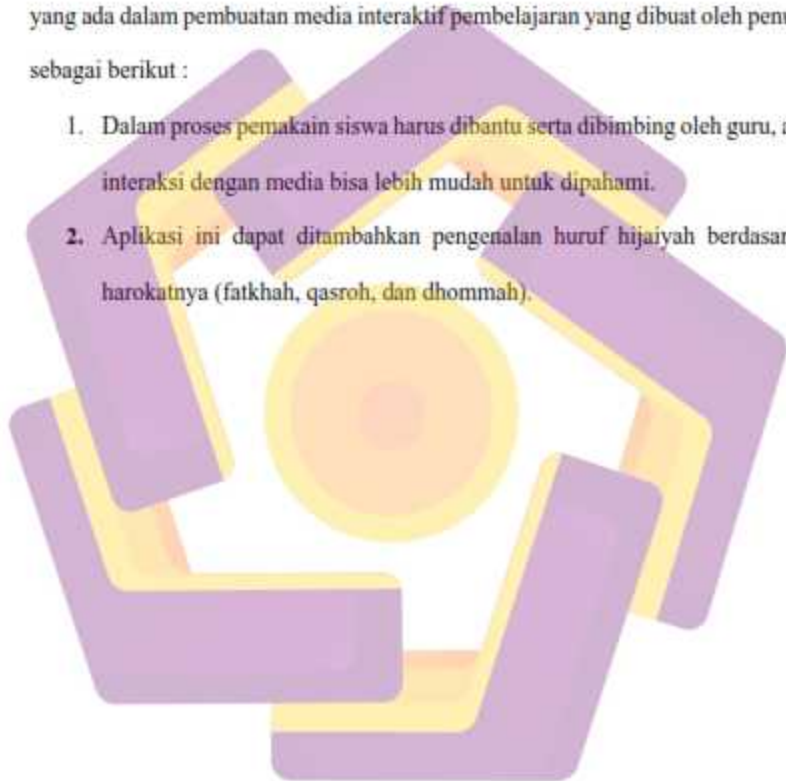 yang ada dalam pembuatan media interaktif pembelajaran yang dibuat oleh
sebagai berikut :
1. Dalam proses pemakain siswa harus dibantu serta dibimbing oleh guru,
interaksi dengan media bisa lebih mudah untuk dipahami.
2. Aplikasi ini dapat ditambahkan pengenalan huruf hijaiyah
harokatnya (fatkhah, qasroh, dan dhommah).